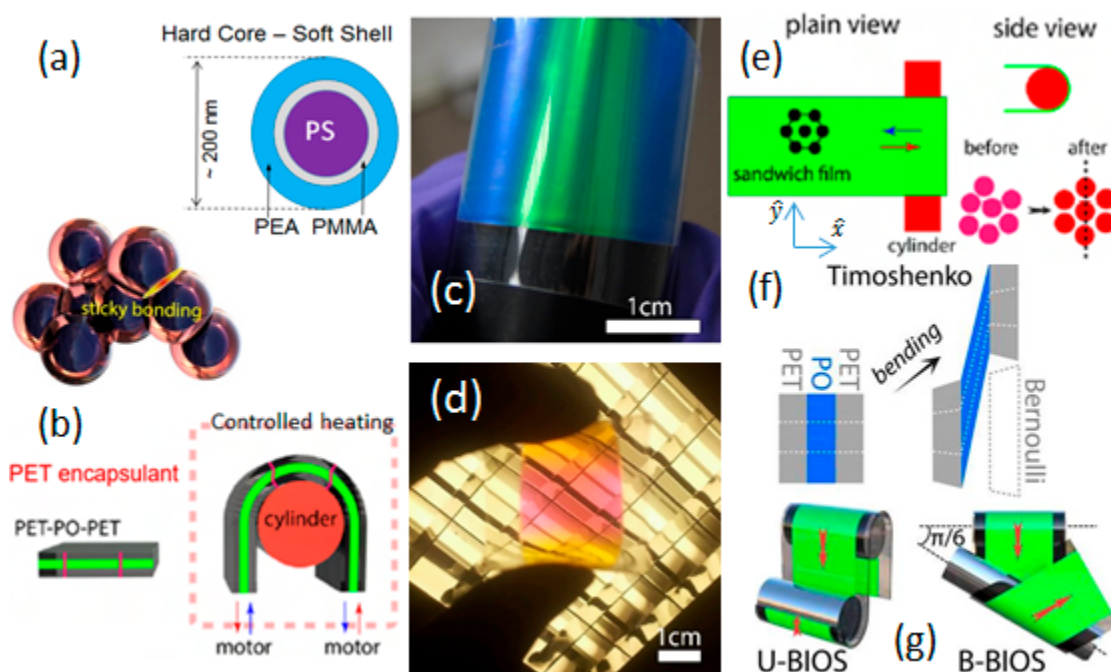 (a)
Hard Core – Soft Shell
~ 200 nm
PS
PEA PMMA
sticky bonding
(b)
Controlled heating
PET encapsulant
PET-PO-PET
cylinder
motor motor
(c)
1cm
(d)
1cm
(e)
plain view side view
sandwich film
before after
ŷ
x̂
cylinder
(f)
Timoshenko
PET PO PET
bending
Bernoulli
π/6
(g)
U-BIOS B-BIOS